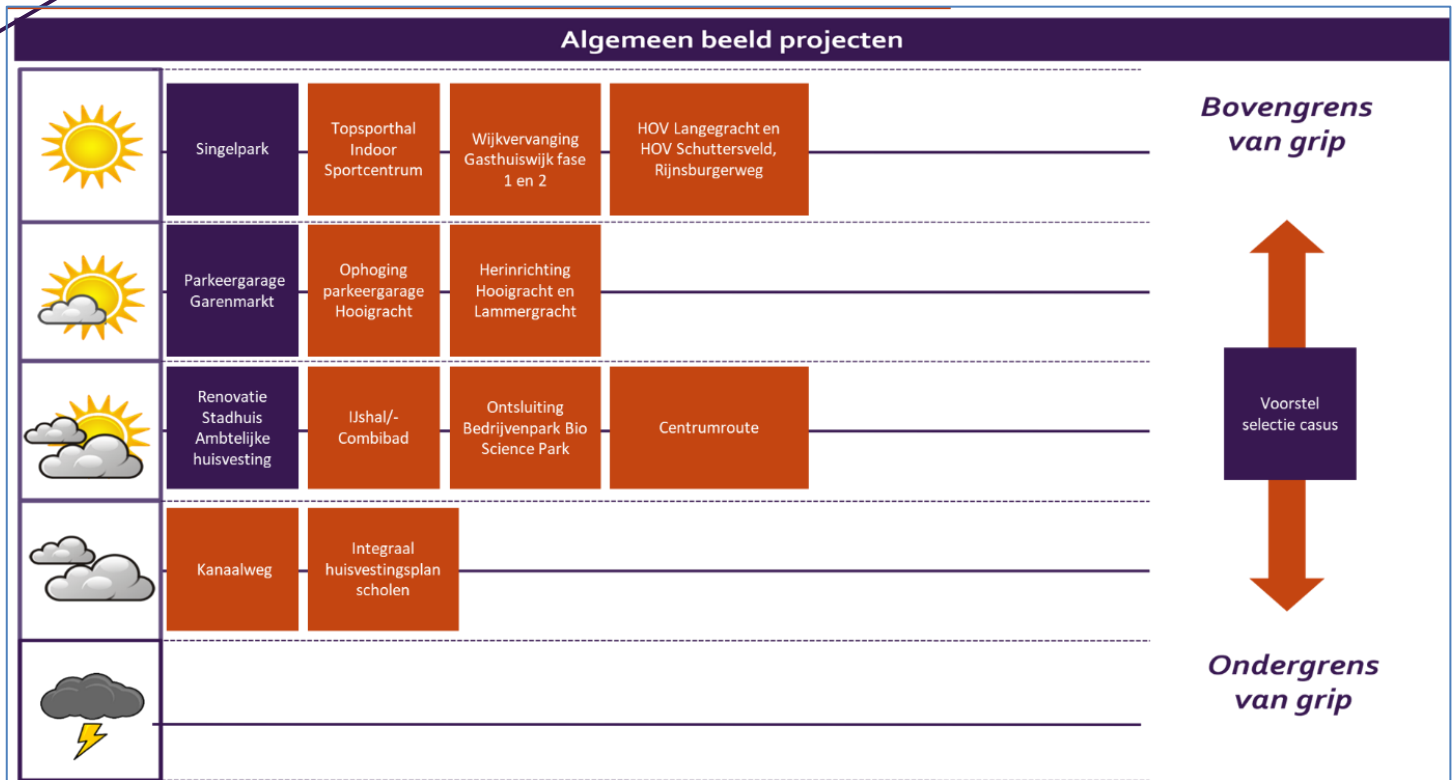 Algemeen beeld projecten
Singelpark
Topsporthal
Indoor
Sportcentrum
Wijkvervanging
Gasthuiswijk fase
1 en 2
HOV Langegracht en
HOV Schuttersveld,
Rijnsburgerweg
Bovengrens
van grip
Parkeergarage
Garenmarkt
Ophoging
parkeergarage
Hooigracht
Herinrichting
Hooigracht en
Lammergracht
Renovatie
Stadhuis
Ambtelijke
huisvesting
IJshal/-
Combibad
Ontsluiting
Bedrijvenpark Bio
Science Park
Centrumroute
Voorstel
selectie casus
Kanaalweg
Integraal
huisvestingsplan
scholen
Ondergrens
van grip